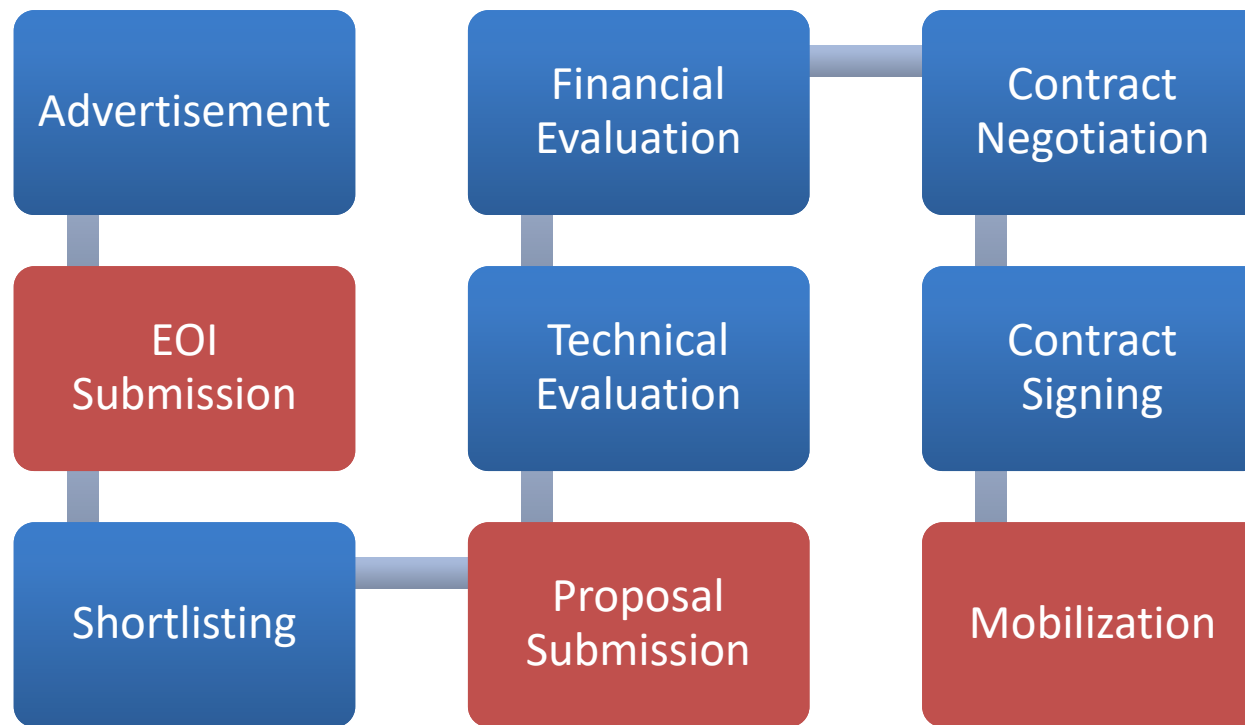 Advertisement
EOI
Submission
Shortlisting
Proposal
Submission
Technical
Evaluation
Financial
Evaluation
Contract
Negotiation
Contract
Signing
Mobilization